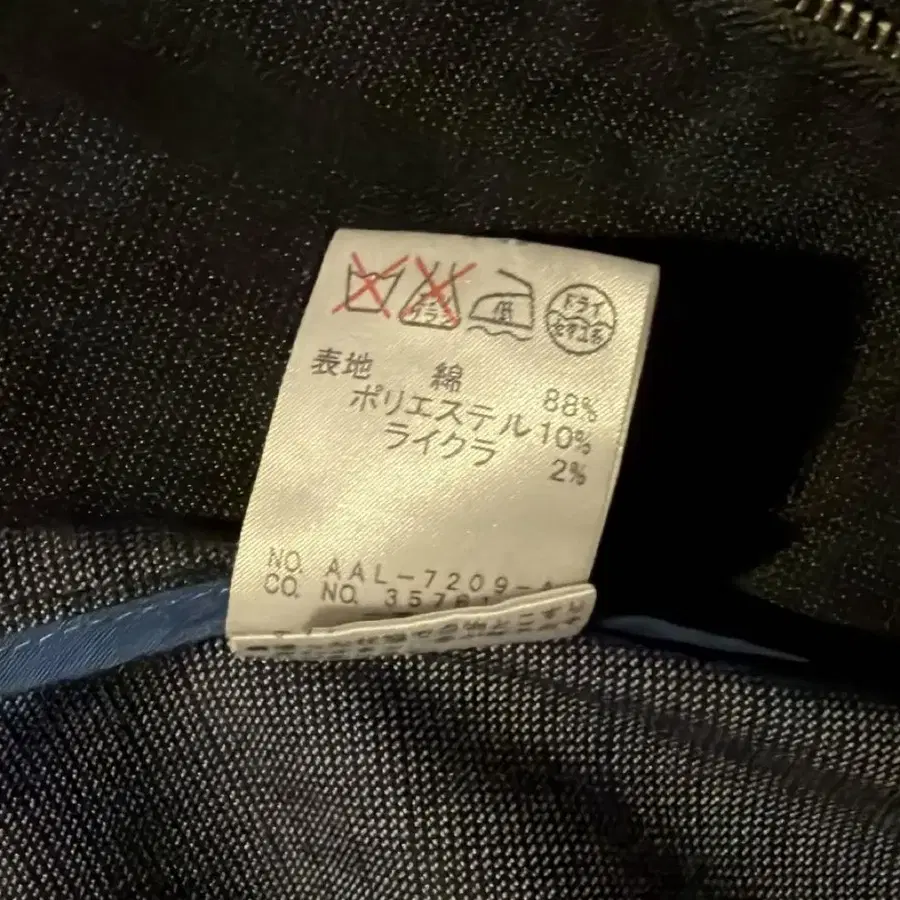 低
ドライ
表地 綿 88%
ポリエステル 10%
ライクラ 2%
NO. AAL-7209-
CO. NO. 3576